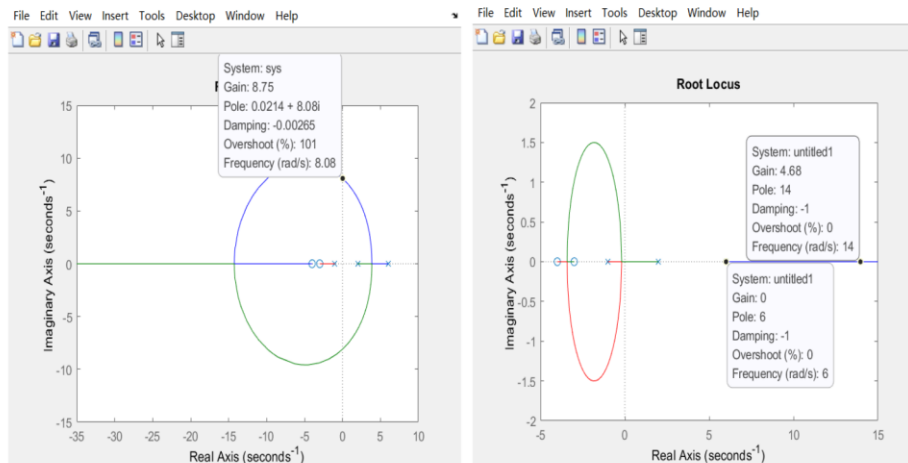 File Edit View Insert Tools Desktop Window Help
System: sys
Gain: 8.75
Pole: 0.0214 + 8.08i
Damping: -0.00265
Overshoot (%): 101
Frequency (rad/s): 8.08
15
10
5
0
-5
-10
-15
Imaginary Axis (seconds⁻¹)
-35 -30 -25 -20 -15 -10 -5 0 5 10
Real Axis (seconds⁻¹)
File Edit View Insert Tools Desktop Window Help
Root Locus
2
1.5
1
0.5
0
-0.5
-1
-1.5
-2
Imaginary Axis (seconds⁻¹)
System: untitled1
Gain: 4.68
Pole: 14
Damping: -1
Overshoot (%): 0
Frequency (rad/s): 14
System: untitled1
Gain: 0
Pole: 6
Damping: -1
Overshoot (%): 0
Frequency (rad/s): 6
-5 0 5 10 15
Real Axis (seconds⁻¹)